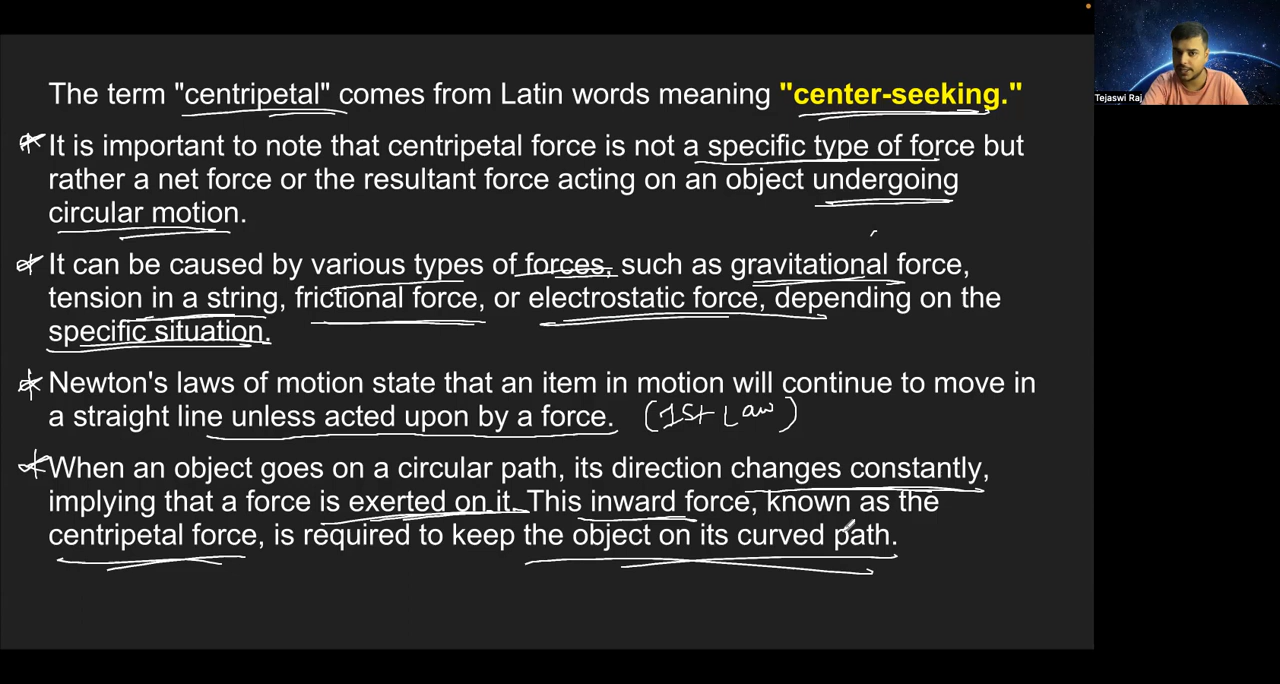 The term "centripetal" comes from Latin words meaning "center-seeking."
It is important to note that centripetal force is not a specific type of force but
rather a net force or the resultant force acting on an object undergoing
circular motion.
It can be caused by various types of forces, such as gravitational force,
tension in a string, frictional force, or electrostatic force, depending on the
specific situation.
Newton's laws of motion state that an item in motion will continue to move in
a straight line unless acted upon by a force. (1st Law)
When an object goes on a circular path, its direction changes constantly,
implying that a force is exerted on it. This inward force, known as the
centripetal force, is required to keep the object on its curved path.
Tejaswi Raj